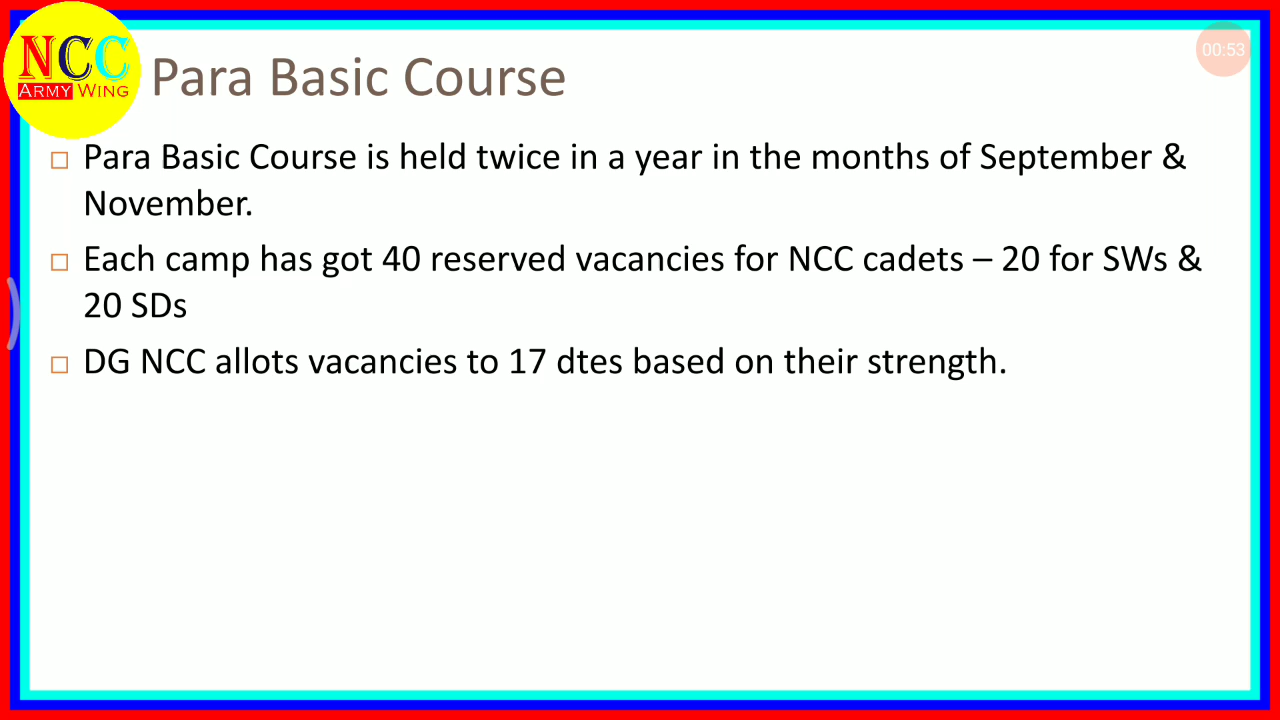 NCC
ARMY WING
00:53
Para Basic Course
□ Para Basic Course is held twice in a year in the months of September &
November.
□ Each camp has got 40 reserved vacancies for NCC cadets – 20 for SWs &
20 SDs
□ DG NCC allots vacancies to 17 dtes based on their strength.